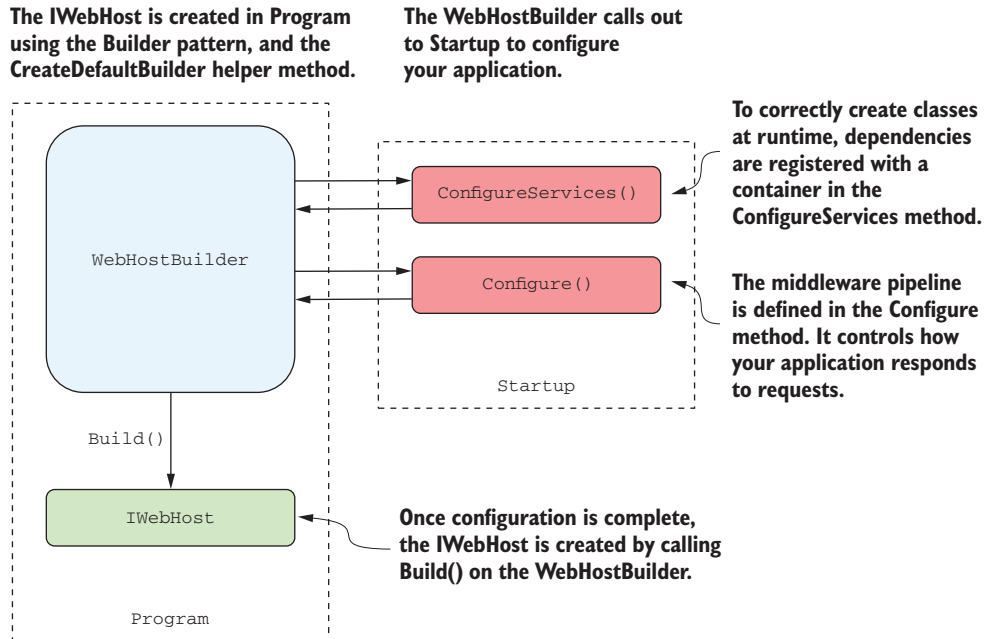 The IWebHost is created in Program
using the Builder pattern, and the
CreateDefaultBuilder helper method.
The WebHostBuilder calls out
to Startup to configure
your application.
To correctly create classes
at runtime, dependencies
are registered with a
container in the
ConfigureServices method.
ConfigureServices()
WebHostBuilder
Configure()
The middleware pipeline
is defined in the Configure
method. It controls how
your application responds
to requests.
Startup
Build()
IWebHost
Once configuration is complete,
the IWebHost is created by calling
Build() on the WebHostBuilder.
Program